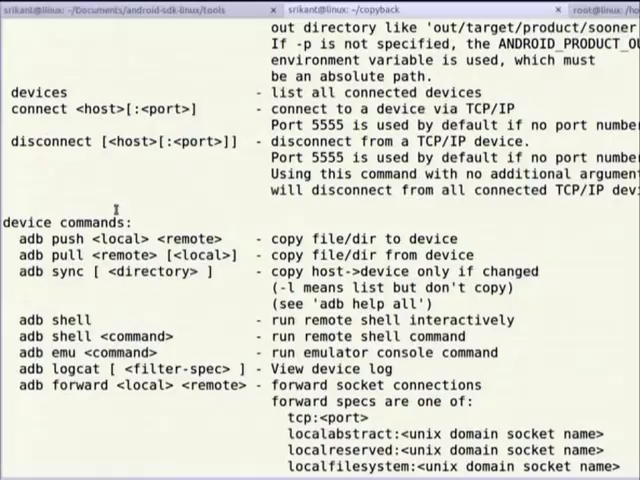 srikant@linux: ~/Documents/android-sdk-linux/tools × srikant@linux: ~/copyback × root@linux: /ho
out directory like 'out/target/product/sooner
If -p is not specified, the ANDROID_PRODUCT_OU
environment variable is used, which must
be an absolute path.
devices - list all connected devices
connect <host>[:<port>] - connect to a device via TCP/IP
Port 5555 is used by default if no port number
disconnect [<host>[:<port>]] - disconnect from a TCP/IP device.
Port 5555 is used by default if no port number
Using this command with no additional argumen
will disconnect from all connected TCP/IP devi
device commands:
adb push <local> <remote> - copy file/dir to device
adb pull <remote> [<local>] - copy file/dir from device
adb sync [ <directory> ] - copy host->device only if changed
(-l means list but don't copy)
(see 'adb help all')
adb shell - run remote shell interactively
adb shell <command> - run remote shell command
adb emu <command> - run emulator console command
adb logcat [ <filter-spec> ] - View device log
adb forward <local> <remote> - forward socket connections
forward specs are one of:
tcp:<port>
localabstract:<unix domain socket name>
localreserved:<unix domain socket name>
localfilesystem:<unix domain socket name>